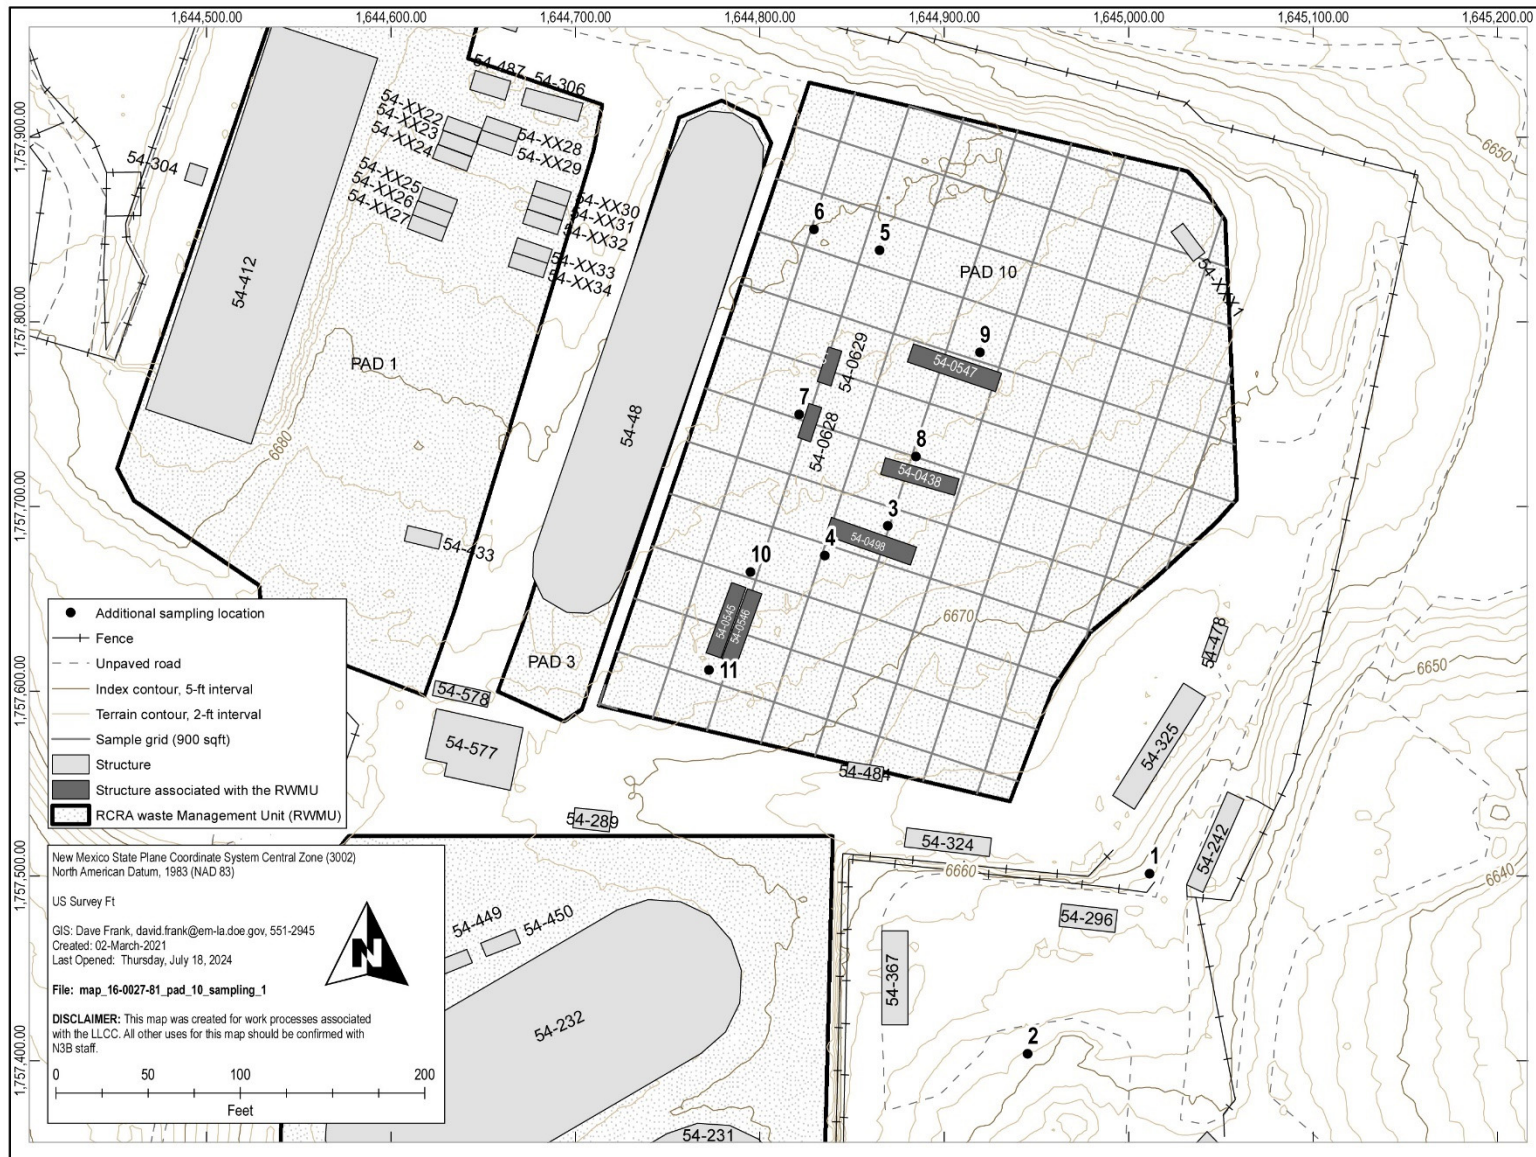 1,644,500.00
1,644,600.00
1,644,700.00
1,644,800.00
1,644,900.00
1,645,000.00
1,645,100.00
1,645,200.00
1,757,900.00
1,757,800.00
1,757,700.00
1,757,600.00
1,757,500.00
1,757,400.00
54-487
54-306
54-XX22
54-XX23
54-XX24
54-XX28
54-XX29
54-304
54-XX25
54-XX26
54-XX27
54-XX30
54-XX31
54-XX32
54-XX33
54-XX34
54-412
PAD 1
6680
54-433
54-48
PAD 3
6
5
PAD 10
6650
9
54-0547
54-0629
7
54-0628
8
54-0438
3
54-0498
4
10
54-0545
54-0546
11
6670
54-478
6650
54-325
54-578
54-577
54-484
54-289
54-324
54-242
1
6660
6640
54-296
54-367
2
54-449
54-450
54-232
54-231
Additional sampling location
Fence
Unpaved road
Index contour, 5-ft interval
Terrain contour, 2-ft interval
Sample grid (900 sqft)
Structure
Structure associated with the RWMU
RCRA waste Management Unit (RWMU)
New Mexico State Plane Coordinate System Central Zone (3002)
North American Datum, 1983 (NAD 83)
US Survey Ft
GIS: Dave Frank, david.frank@em-la.doe.gov, 551-2945
Created: 02-March-2021
Last Opened: Thursday, July 18, 2024
File: map_16-0027-81_pad_10_sampling_1
DISCLAIMER: This map was created for work processes associated
with the LLCC. All other uses for this map should be confirmed with
N3B staff.
N
0 50 100 200
Feet